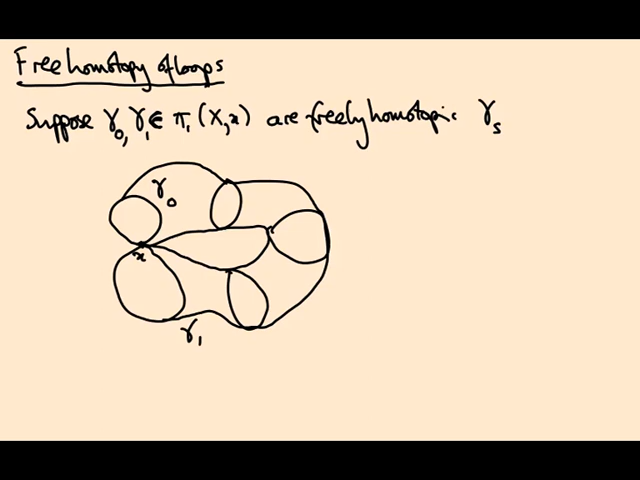 Free homotopy of loops
Suppose γ₀, γ₁ ∈ π₁(X,x) are freely homotopic γₛ
γ₀
x
γ₁